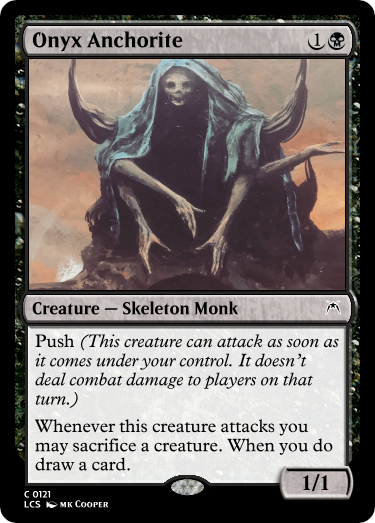 Onyx Anchorite 1
Creature — Skeleton Monk
Push (This creature can attack as soon as
it comes under your control. It doesn't
deal combat damage to players on that
turn.)
Whenever this creature attacks you
may sacrifice a creature. When you do
draw a card.
1/1
C 0121
LCS MK COOPER